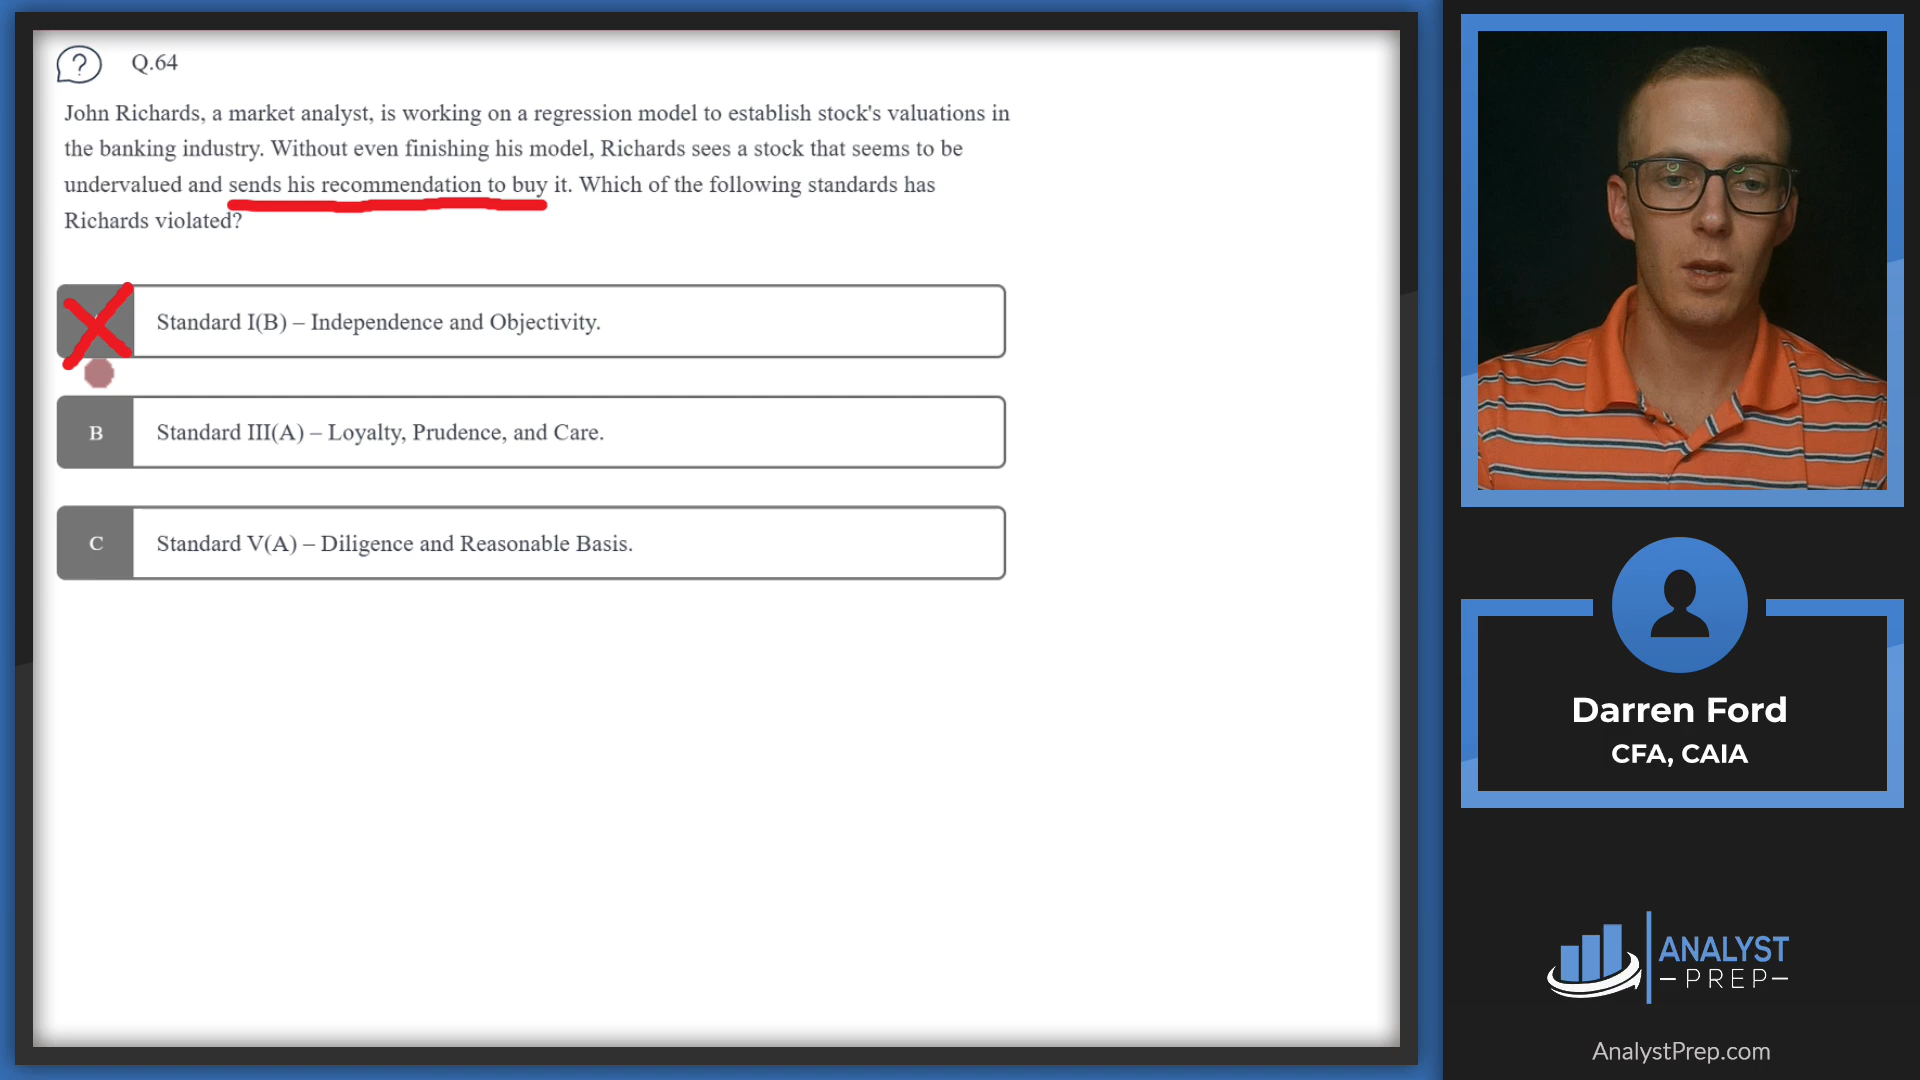 Q.64
John Richards, a market analyst, is working on a regression model to establish stock's valuations in
the banking industry. Without even finishing his model, Richards sees a stock that seems to be
undervalued and sends his recommendation to buy it. Which of the following standards has
Richards violated?
Standard I(B) – Independence and Objectivity.
B
Standard III(A) – Loyalty, Prudence, and Care.
C
Standard V(A) – Diligence and Reasonable Basis.
Darren Ford
CFA, CAIA
ANALYST
PREP
AnalystPrep.com